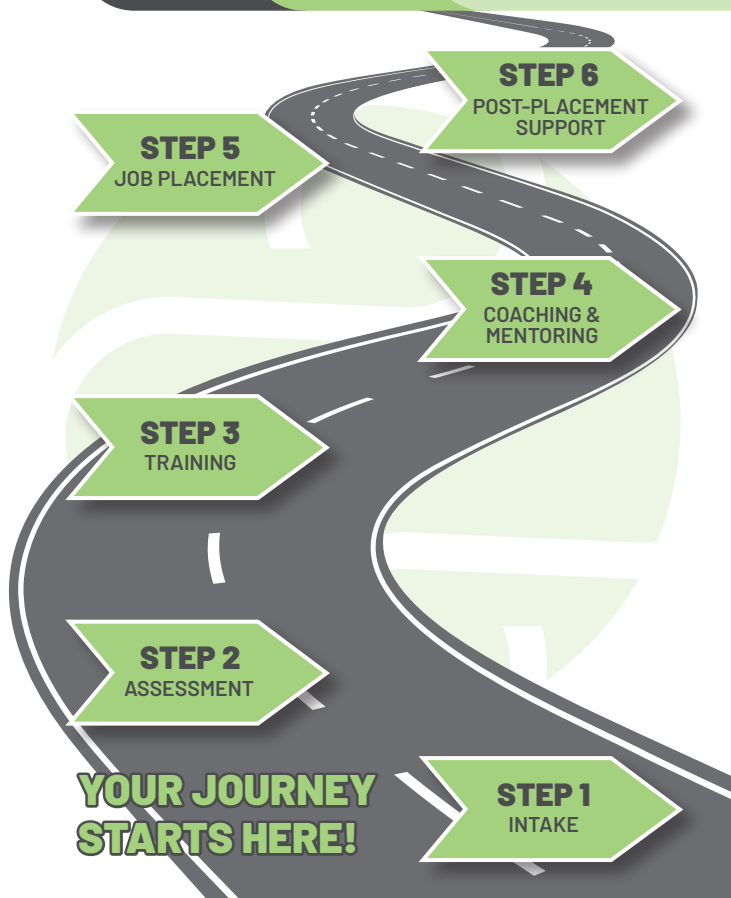 STEP 6
POST-PLACEMENT
SUPPORT
STEP 5
JOB PLACEMENT
STEP 4
COACHING &
MENTORING
STEP 3
TRAINING
STEP 2
ASSESSMENT
YOUR JOURNEY
STARTS HERE!
STEP 1
INTAKE